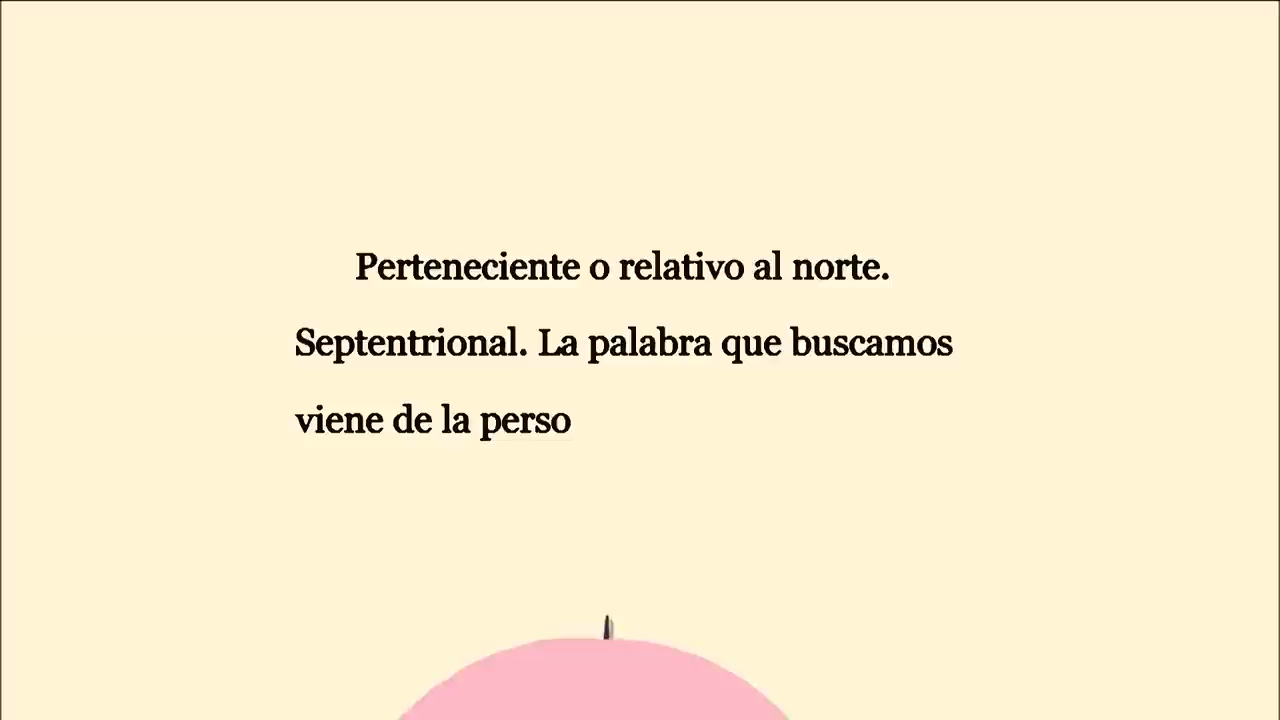 Perteneciente o relativo al norte.
Septentrional. La palabra que buscamos
viene de la perso